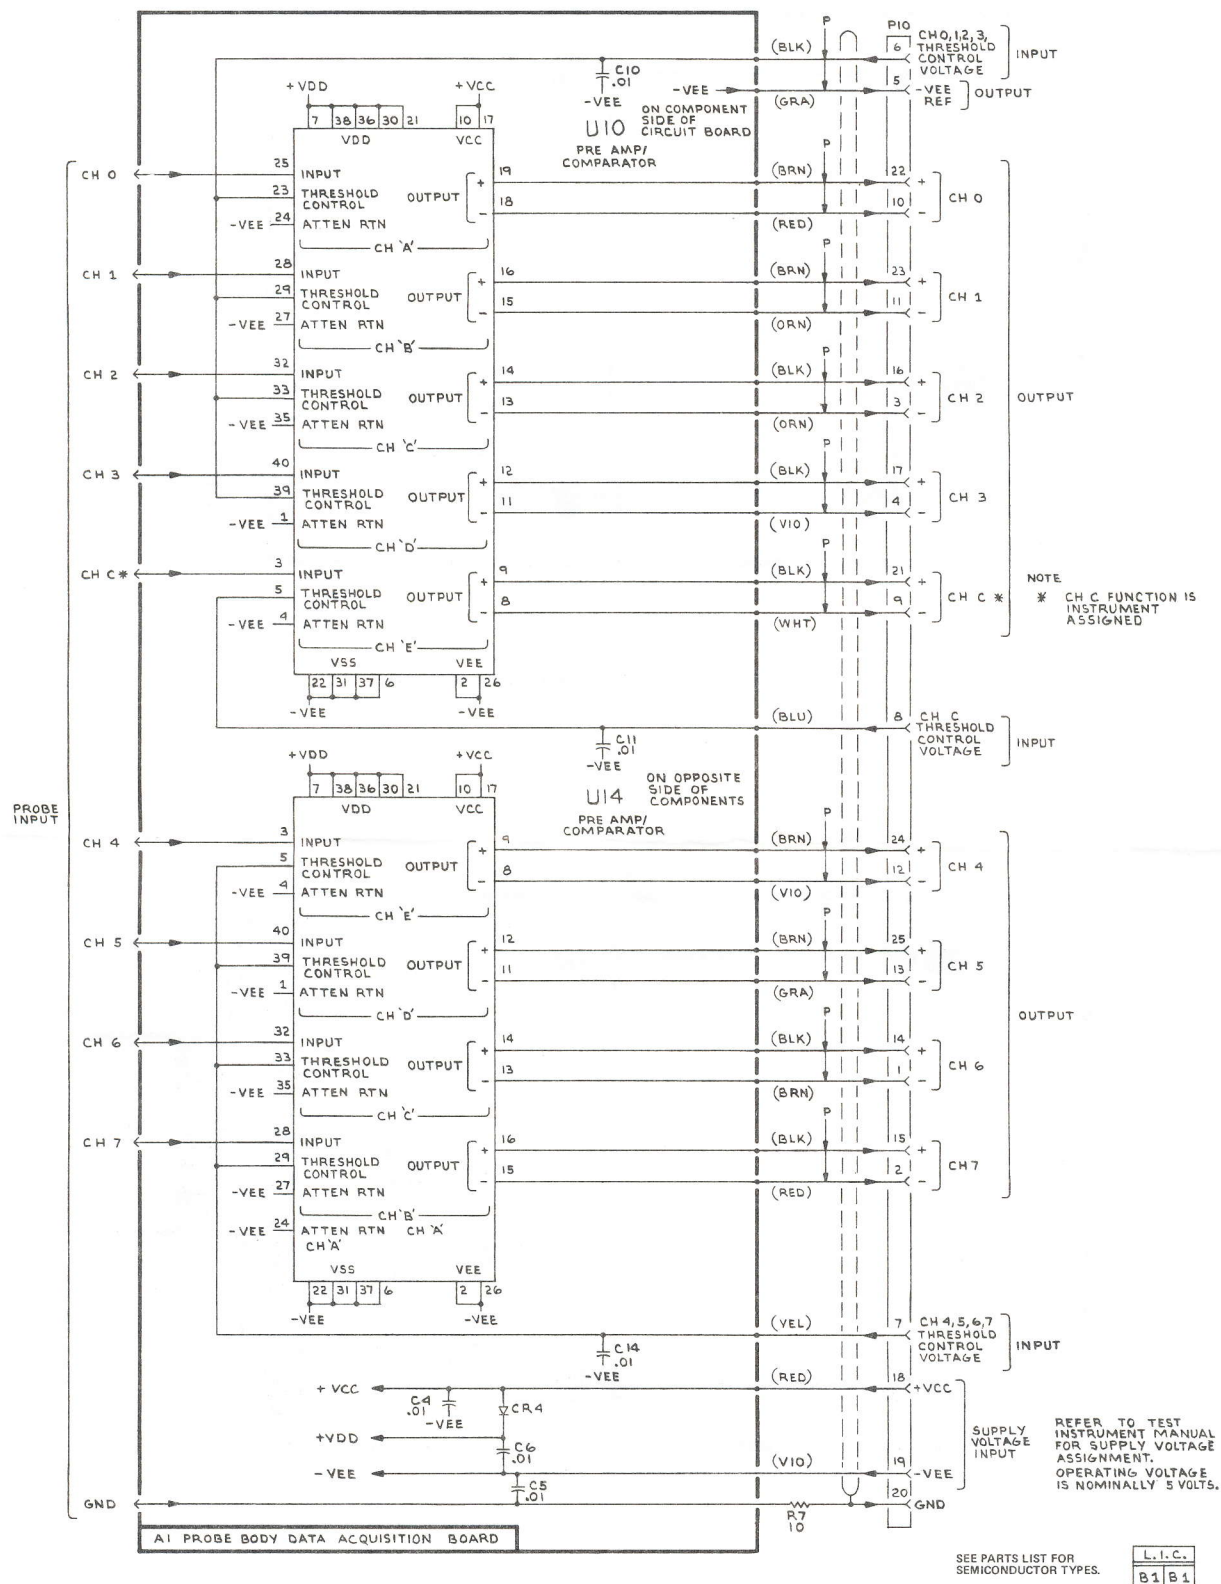 P10
(BLK) P 6 CH 0,1,2,3, THRESHOLD CONTROL VOLTAGE INPUT
C10 .01 -VEE
-VEE (GRA) 5 -VEE REF OUTPUT
+VDD +VCC
7 38 36 30 21 10 17
VDD VCC
U10 ON COMPONENT SIDE OF CIRCUIT BOARD
PRE AMP/ COMPARATOR
CH 0 25 INPUT 19 (BRN) P 22 +
23 THRESHOLD CONTROL OUTPUT + - CH 0
18 (RED) 10 -
-VEE 24 ATTEN RTN
CH 'A'
CH 1 28 INPUT 16 (BRN) P 23 +
29 THRESHOLD CONTROL OUTPUT + - CH 1
15 (ORN) 11 -
-VEE 27 ATTEN RTN
CH 'B'
CH 2 32 INPUT 14 (BLK) P 16 +
33 THRESHOLD CONTROL OUTPUT + - CH 2 OUTPUT
13 (ORN) 3 -
-VEE 35 ATTEN RTN
CH 'C'
CH 3 40 INPUT 12 (BLK) P 17 +
39 THRESHOLD CONTROL OUTPUT + - CH 3
11 (VIO) 4 -
-VEE 1 ATTEN RTN
CH 'D'
CH C* 3 INPUT 9 (BLK) P 21 +
5 THRESHOLD CONTROL OUTPUT + - CH C *
8 (WHT) 9 -
-VEE 4 ATTEN RTN
CH 'E'
NOTE
* CH C FUNCTION IS
INSTRUMENT
ASSIGNED
VSS VEE
22 31 37 6 2 26
-VEE -VEE
(BLU) 8 CH C THRESHOLD CONTROL VOLTAGE INPUT
C11 .01 -VEE
+VDD +VCC
7 38 36 30 21 10 17
VDD VCC
U14 ON OPPOSITE SIDE OF COMPONENTS
PRE AMP/ COMPARATOR
PROBE INPUT
CH 4 3 INPUT 9 (BRN) P 24 +
5 THRESHOLD CONTROL OUTPUT + - CH 4
8 (VIO) 12 -
-VEE 4 ATTEN RTN
CH 'E'
CH 5 40 INPUT 12 (BRN) P 25 +
39 THRESHOLD CONTROL OUTPUT + - CH 5
11 (GRA) 13 -
-VEE 1 ATTEN RTN
CH 'D'
OUTPUT
CH 6 32 INPUT 14 (BLK) P 14 +
33 THRESHOLD CONTROL OUTPUT + - CH 6
13 (BRN) 1 -
-VEE 35 ATTEN RTN
CH 'C'
CH 7 28 INPUT 16 (BLK) P 15 +
29 THRESHOLD CONTROL OUTPUT + - CH 7
15 (RED) 2 -
-VEE 27 ATTEN RTN
CH 'B'
-VEE 24 ATTEN RTN CH 'A'
CH 'A'
VSS VEE
22 31 37 6 2 26
-VEE -VEE
(YEL) 7 CH 4,5,6,7 THRESHOLD CONTROL VOLTAGE INPUT
C14 .01 -VEE
+ VCC (RED) 18 +VCC
C4 .01 -VEE CR4
+VDD
C6 .01
SUPPLY VOLTAGE INPUT
- VEE (VIO) 19 -VEE
C5 .01
GND R7 10 20 GND
REFER TO TEST
INSTRUMENT MANUAL
FOR SUPPLY VOLTAGE
ASSIGNMENT.
OPERATING VOLTAGE
IS NOMINALLY 5 VOLTS.
A1 PROBE BODY DATA ACQUISITION BOARD
SEE PARTS LIST FOR
SEMICONDUCTOR TYPES.
L.I.C.
B1 B1